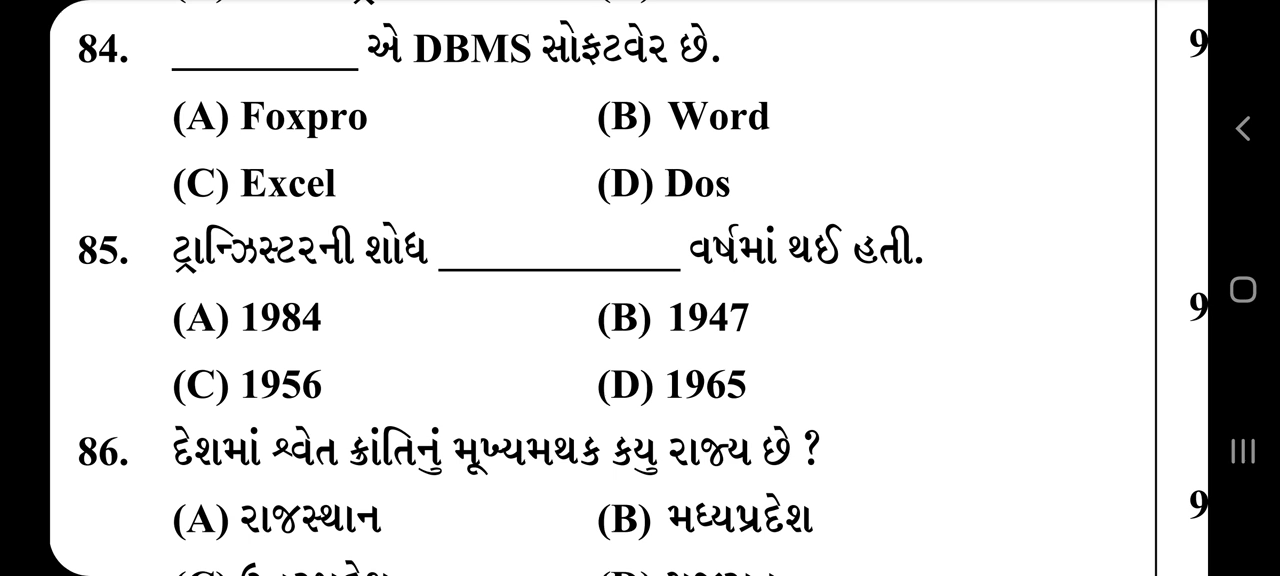 84. __________ એ DBMS સોફ્ટવેર છે.
(A) Foxpro (B) Word
(C) Excel (D) Dos
85. ટ્રાન્ઝિસ્ટરની શોધ _____________ વર્ષમાં થઈ હતી.
(A) 1984 (B) 1947
(C) 1956 (D) 1965
86. દેશમાં શ્વેત ક્રાંતિનું મૂખ્યમથક કયુ રાજ્ય છે ?
(A) રાજસ્થાન (B) મધ્યપ્રદેશ
9
9
9